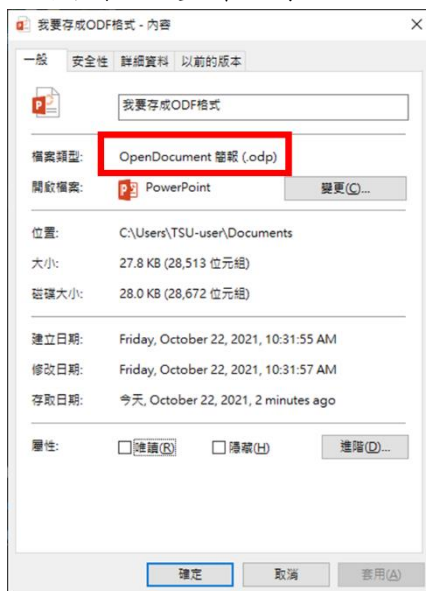 我要存成ODF格式 - 內容
一般 安全性 詳細資料 以前的版本
我要存成ODF格式
檔案類型: OpenDocument 簡報 (.odp)
開啟檔案: PowerPoint 變更(C)...
位置: C:\Users\TSU-user\Documents
大小: 27.8 KB (28,513 位元組)
磁碟大小: 28.0 KB (28,672 位元組)
建立日期: Friday, October 22, 2021, 10:31:55 AM
修改日期: Friday, October 22, 2021, 10:31:57 AM
存取日期: 今天, October 22, 2021, 2 minutes ago
屬性: 唯讀(R) 隱藏(H) 進階(D)...
確定 取消 套用(A)